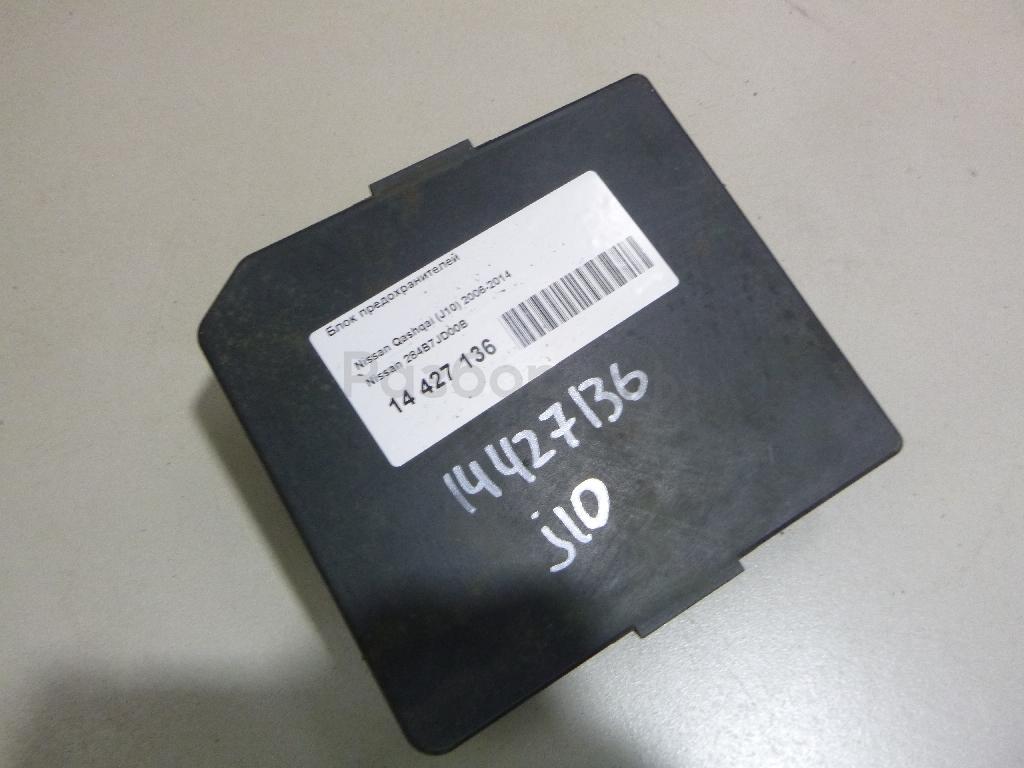 Блок предохранителей
Nissan Qashqai (J10) 2006-2014
Nissan 284B7JD00B
14 427 136
14427136
J10